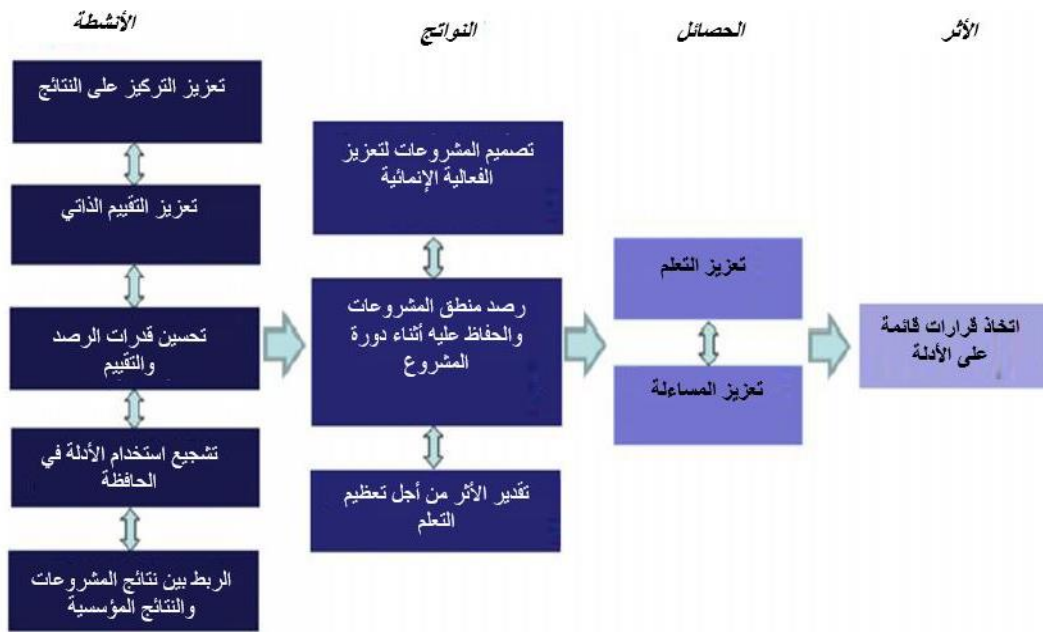 الأنشطة
تعزيز التركيز على النتائج
تعزيز التقييم الذاتي
تحسين قدرات الرصد
والتقييم
تشجيع استخدام الأدلة في
الحافظة
الربط بين نتائج المشروعات
والنتائج المؤسسية
النواتج
تصميم المشروعات لتعزيز
الفعالية الإنمائية
رصد منطق المشروعات
والحفاظ عليه أثناء دورة
المشروع
تقدير الأثر من أجل تعظيم
التعلم
الحصائل
تعزيز التعلم
تعزيز المساءلة
الأثر
اتخاذ قرارات قائمة
على الأدلة